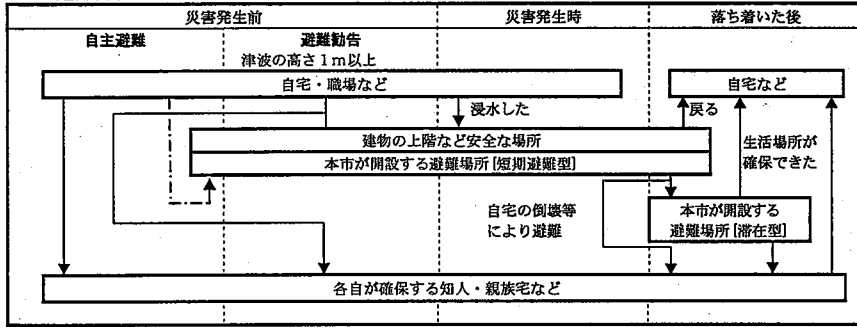 災害発生前
災害発生時
落ち着いた後
自主避難
避難勧告
津波の高さ1m以上
自宅・職場など
自宅など
浸水した
戻る
建物の上階など安全な場所
本市が開設する避難場所[短期避難型]
生活場所が
確保できた
自宅の倒壊等
により避難
本市が開設する
避難場所[滞在型]
各自が確保する知人・親族宅など